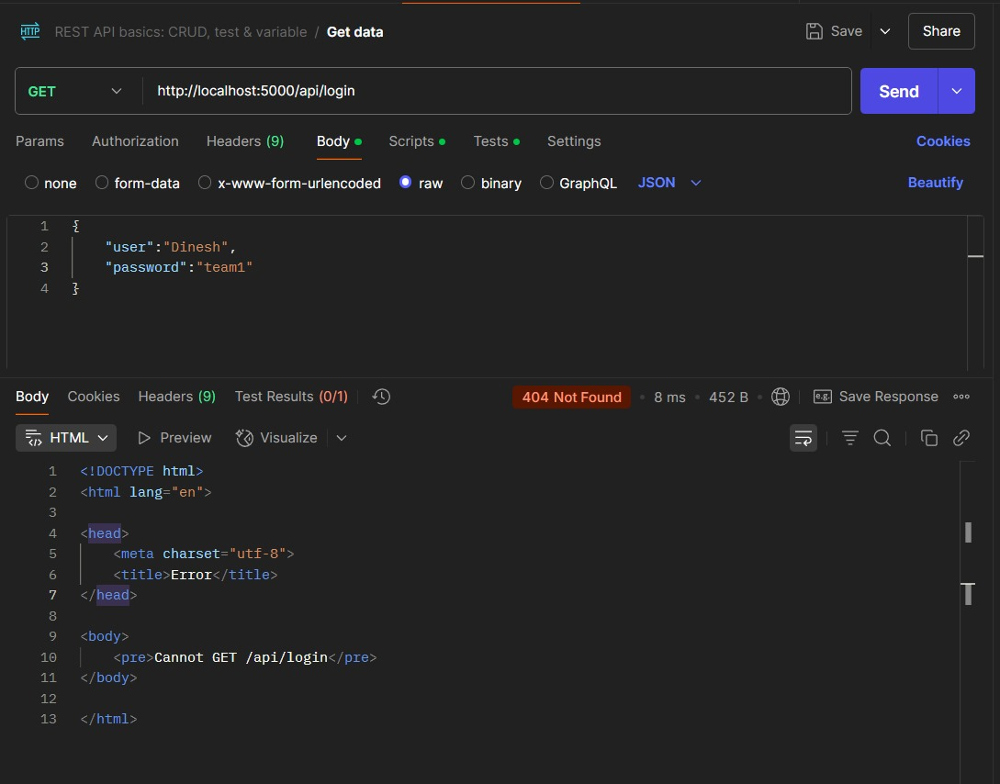 HTTP REST API basics: CRUD, test & variable / Get data Save Share
GET http://localhost:5000/api/login Send
Params Authorization Headers (9) Body Scripts Tests Settings Cookies
none form-data x-www-form-urlencoded raw binary GraphQL JSON Beautify
1 {
2 "user":"Dinesh",
3 "password":"team1"
4 }
Body Cookies Headers (9) Test Results (0/1) 404 Not Found 8 ms 452 B e.g. Save Response
HTML Preview Visualize
1 <!DOCTYPE html>
2 <html lang="en">
3
4 <head>
5 <meta charset="utf-8">
6 <title>Error</title>
7 </head>
8
9 <body>
10 <pre>Cannot GET /api/login</pre>
11 </body>
12
13 </html>